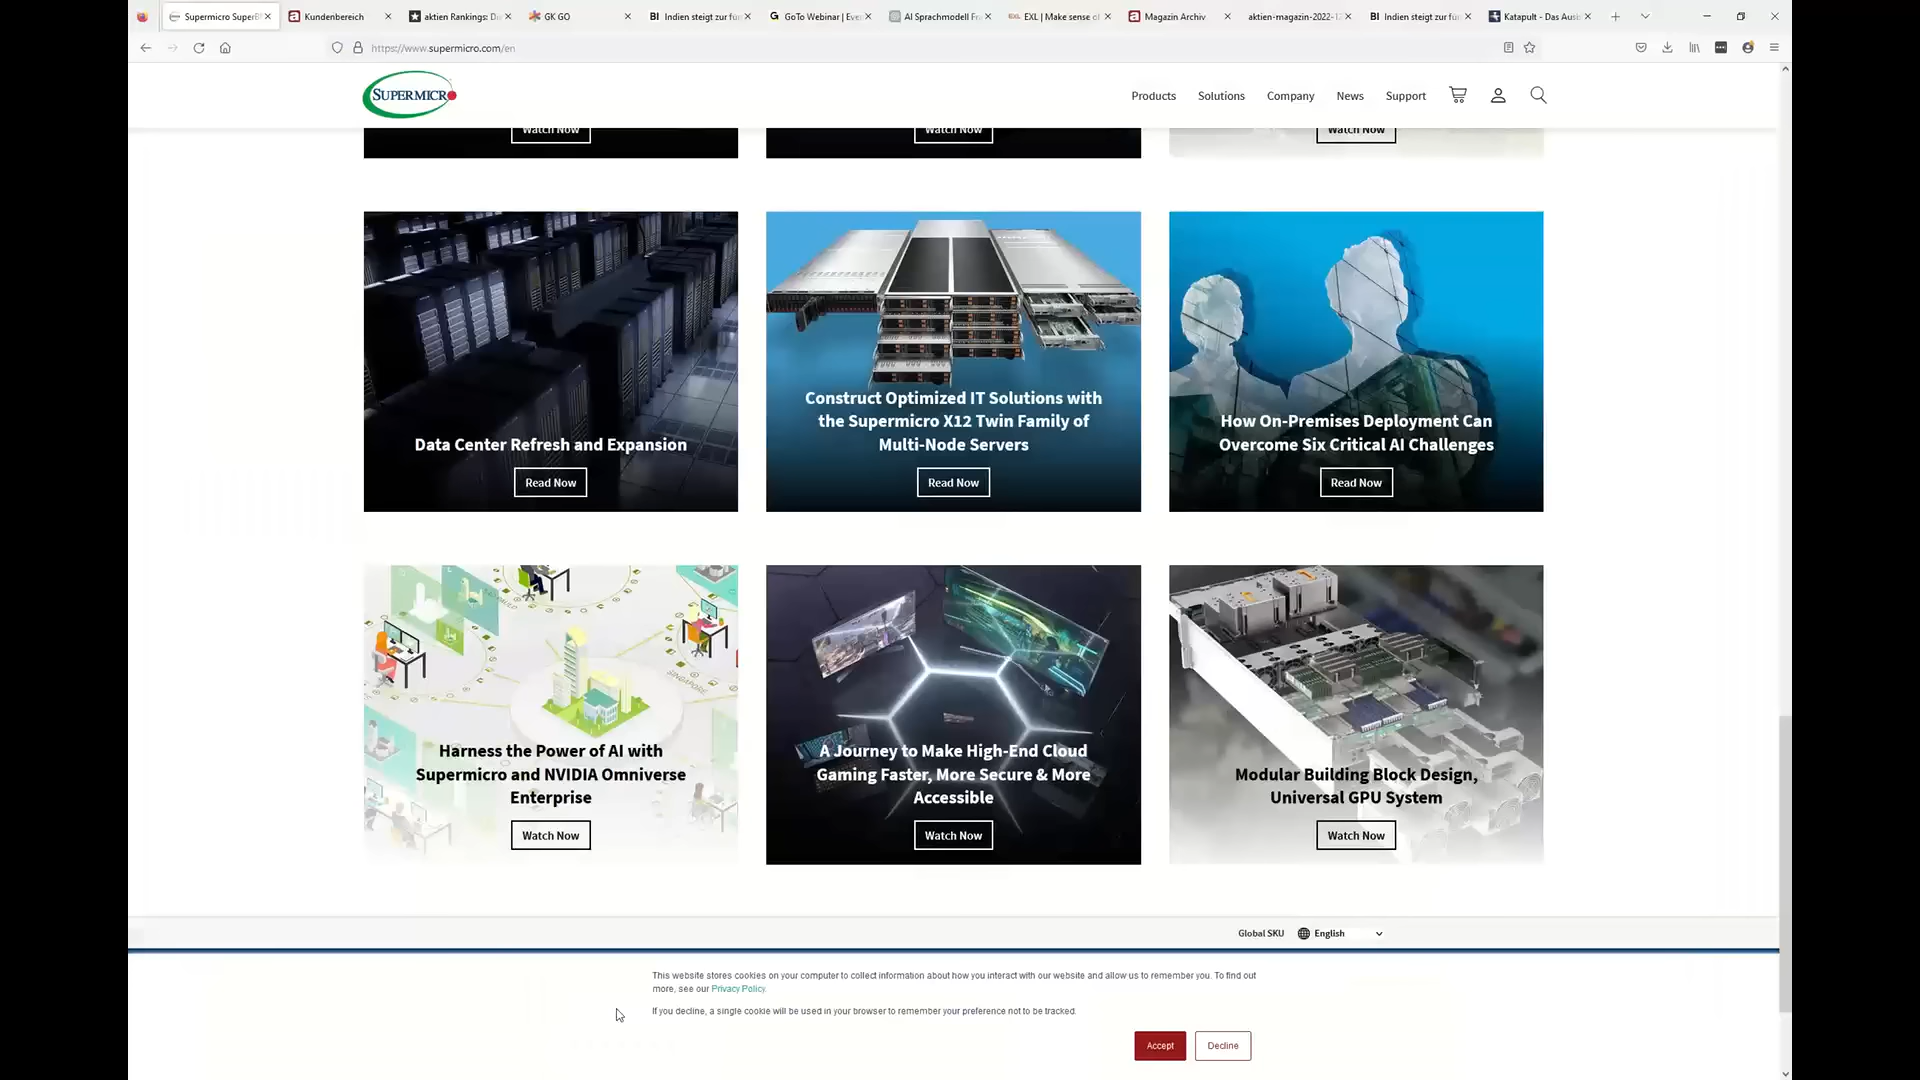 Supermicro SuperB
Kundenbereich
aktien Rankings: Di
GK GO
BI Indien steigt zur fün
GoTo Webinar | Eve
AI Sprachmodell Fr
EXL | Make sense of
Magazin Archiv
aktien-magazin-2022-12
BI Indien steigt zur fün
Katapult - Das Ausk
https://www.supermicro.com/en
SUPERMICRO
Products
Solutions
Company
News
Support
Watch Now
Watch Now
Watch Now
Data Center Refresh and Expansion
Read Now
Construct Optimized IT Solutions with
the Supermicro X12 Twin Family of
Multi-Node Servers
Read Now
How On-Premises Deployment Can
Overcome Six Critical AI Challenges
Read Now
SINGAPORE
Harness the Power of AI with
Supermicro and NVIDIA Omniverse
Enterprise
Watch Now
A Journey to Make High-End Cloud
Gaming Faster, More Secure & More
Accessible
Watch Now
Modular Building Block Design,
Universal GPU System
Watch Now
Global SKU
English
This website stores cookies on your computer to collect information about how you interact with our website and allow us to remember you. To find out
more, see our Privacy Policy.
If you decline, a single cookie will be used in your browser to remember your preference not to be tracked.
Accept
Decline